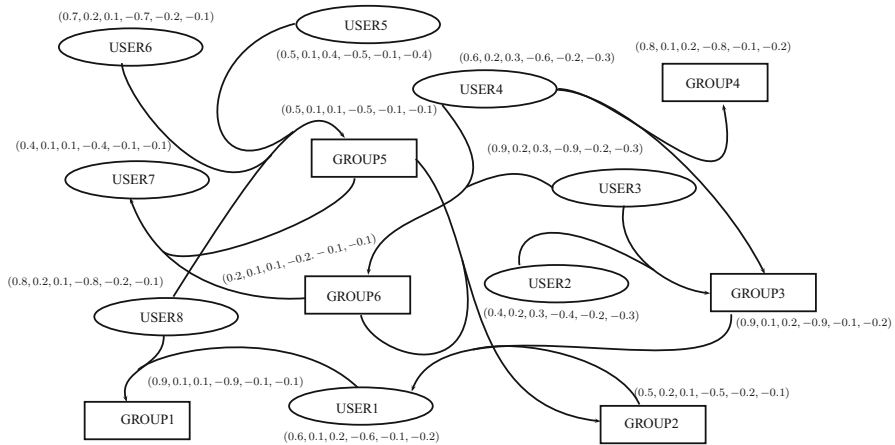 (0.7, 0.2, 0.1, −0.7, −0.2, −0.1)
USER6
USER5
(0.5, 0.1, 0.4, −0.5, −0.1, −0.4)
(0.6, 0.2, 0.3, −0.6, −0.2, −0.3)
USER4
(0.8, 0.1, 0.2, −0.8, −0.1, −0.2)
GROUP4
(0.5, 0.1, 0.1, −0.5, −0.1, −0.1)
(0.4, 0.1, 0.1, −0.4, −0.1, −0.1)
USER7
GROUP5
(0.9, 0.2, 0.3, −0.9, −0.2, −0.3)
USER3
(0.2, 0.1, 0.1, −0.2. − 0.1, −0.1)
(0.8, 0.2, 0.1, −0.8, −0.2, −0.1)
USER8
GROUP6
USER2
(0.4, 0.2, 0.3, −0.4, −0.2, −0.3)
GROUP3
(0.9, 0.1, 0.2, −0.9, −0.1, −0.2)
(0.9, 0.1, 0.1, −0.9, −0.1, −0.1)
GROUP1
USER1
(0.6, 0.1, 0.2, −0.6, −0.1, −0.2)
(0.5, 0.2, 0.1, −0.5, −0.2, −0.1)
GROUP2